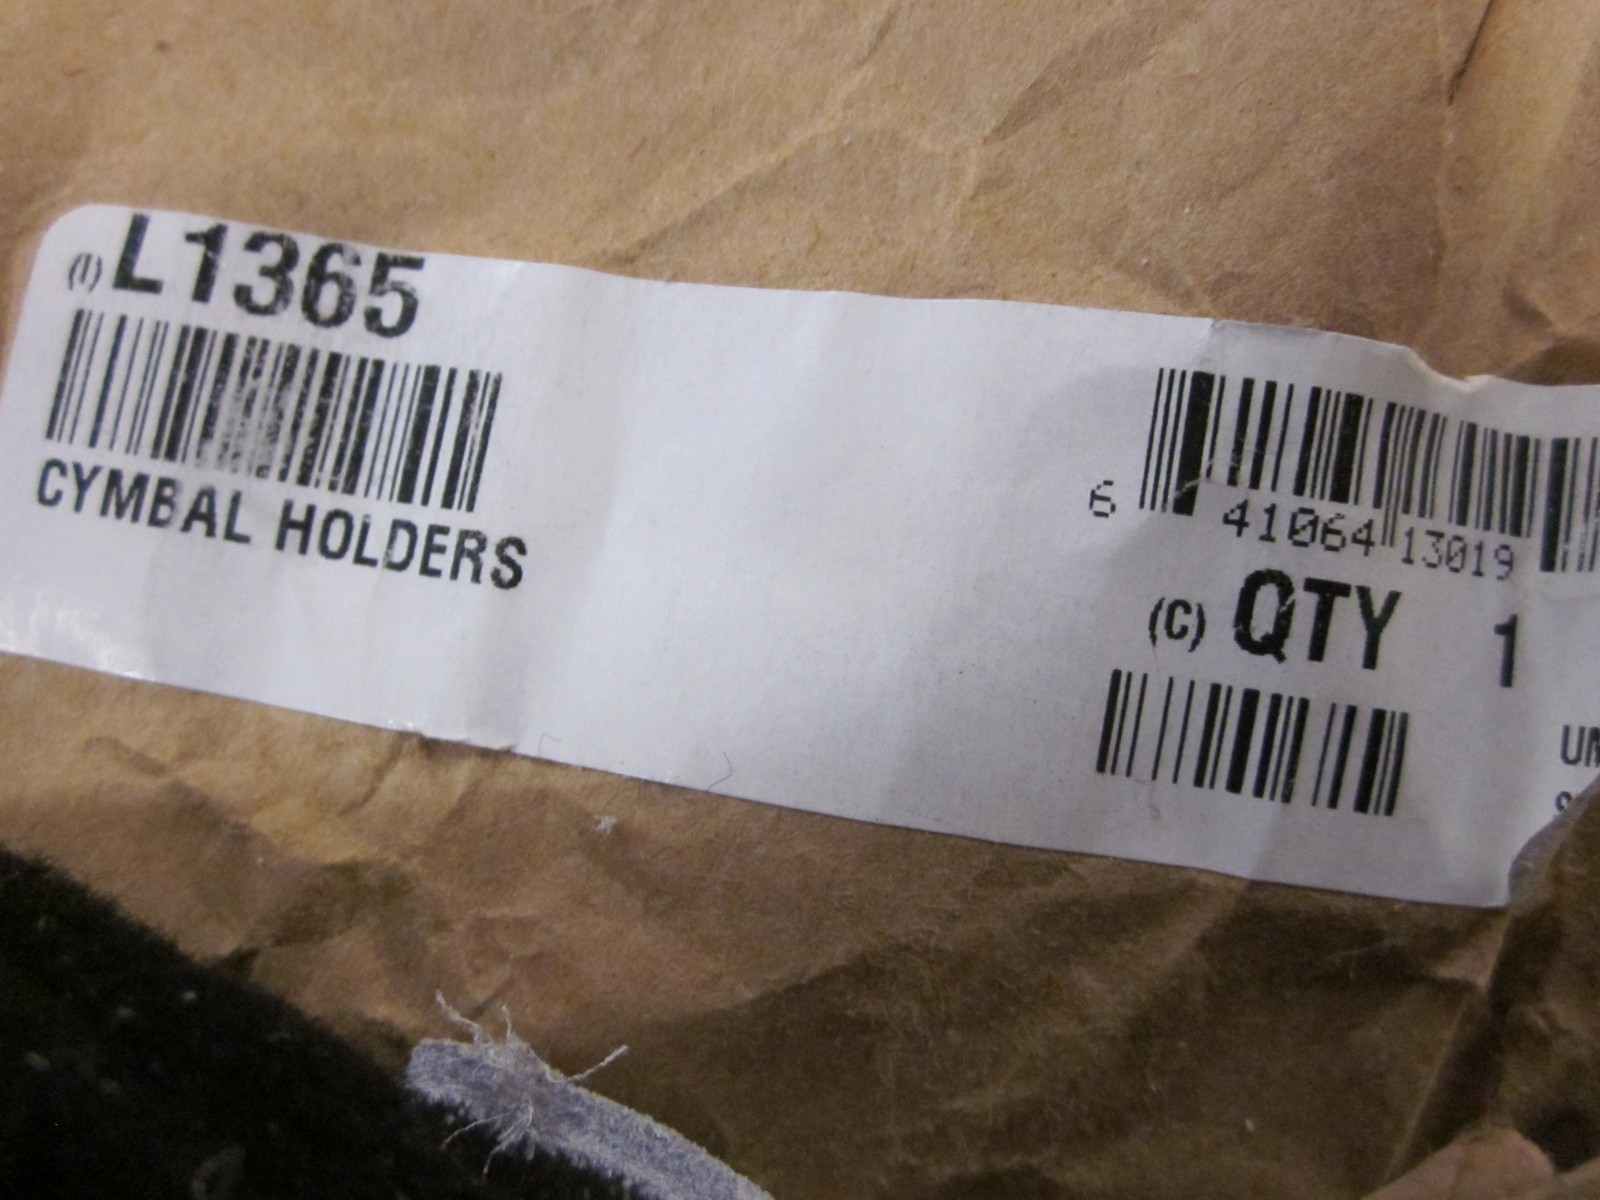 (I) L1365
CYMBAL HOLDERS
6 41064 13019
(C) QTY 1